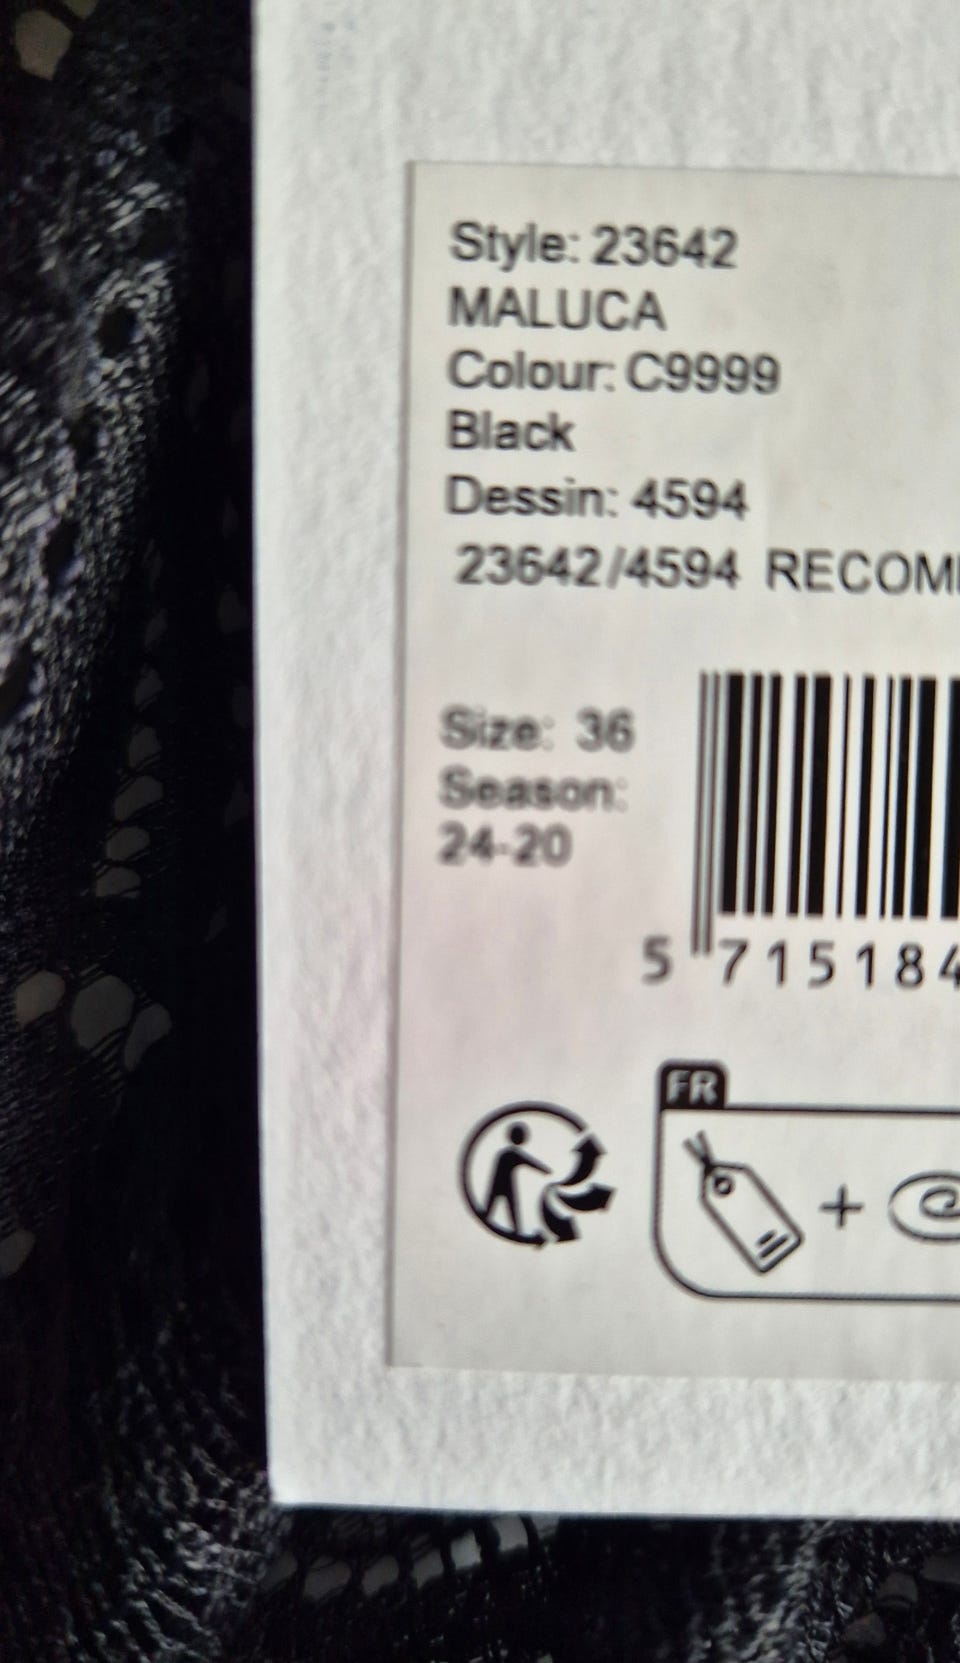 Style: 23642
MALUCA
Colour: C9999
Black
Dessin: 4594
23642/4594 RECOM
Size: 36
Season:
24-20
5 715184
FR